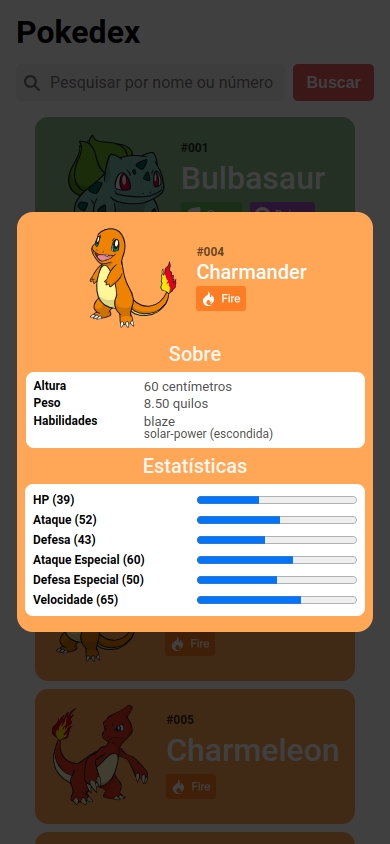 Pokedex
Pesquisar por nome ou número
Buscar
#001
Bulbasaur
#004
Charmander
Fire
Sobre
Altura 60 centímetros
Peso 8.50 quilos
Habilidades blaze
solar-power (escondida)
Estatísticas
HP (39)
Ataque (52)
Defesa (43)
Ataque Especial (60)
Defesa Especial (50)
Velocidade (65)
Fire
#005
Charmeleon
Fire